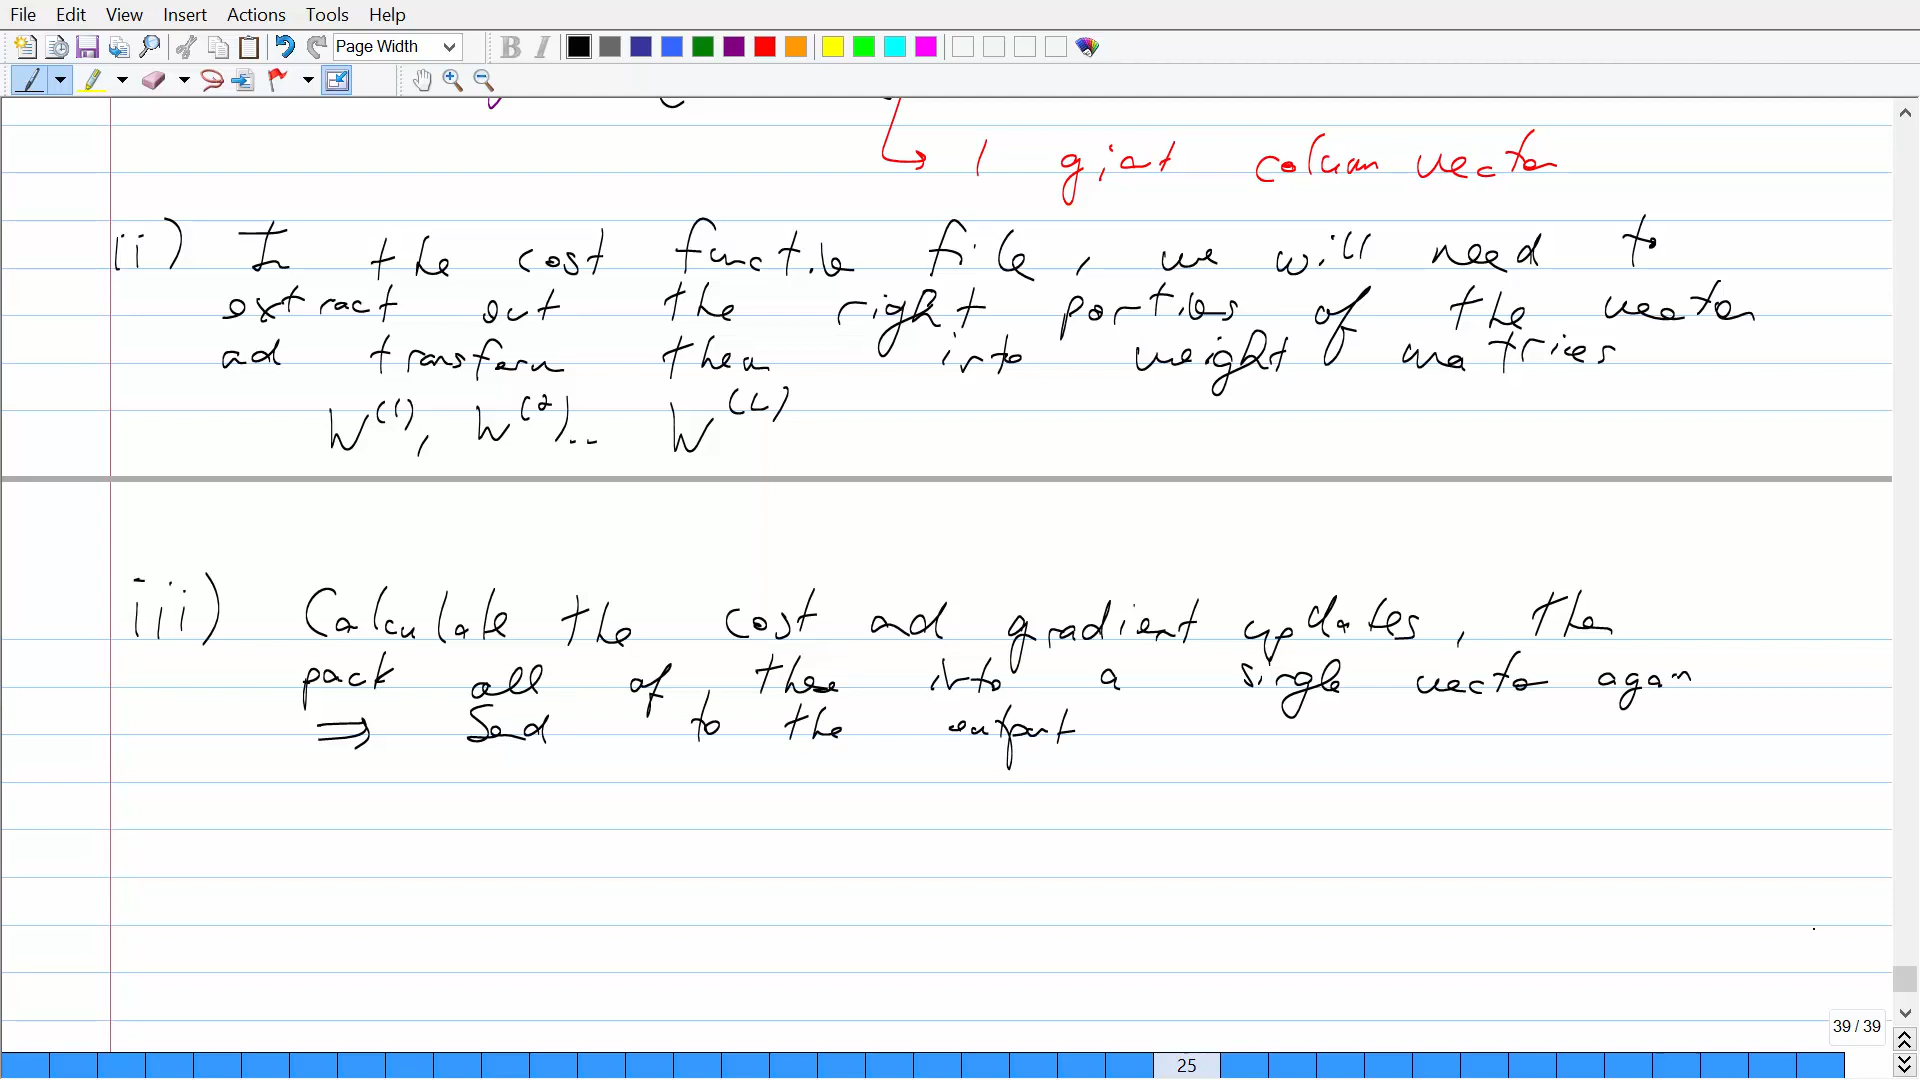 File Edit View Insert Actions Tools Help
Page Width
B I
1 giant column vector
ii) In the cost function file, we will need to
extract out the right portions of the vector
and transform them into weight matrices
W^(1), W^(2).. W^(L)
iii) Calculate the cost and gradient updates, then
pack all of these into a single vector again
⇒ Send to the output
39 / 39
25